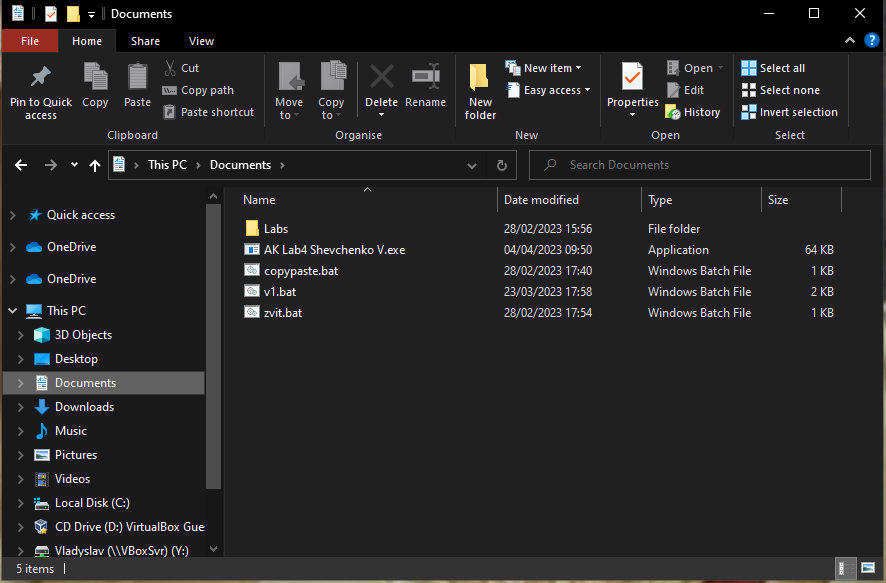 Documents
File Home Share View
Pin to Quick access Copy Paste Cut Copy path Paste shortcut Move to Copy to Delete Rename New folder New item Easy access Properties Open Edit History Select all Select none Invert selection
Clipboard Organise New Open Select
This PC Documents Search Documents
Name Date modified Type Size
Labs 28/02/2023 15:56 File folder
AK Lab4 Shevchenko V.exe 04/04/2023 09:50 Application 64 KB
copypaste.bat 28/02/2023 17:40 Windows Batch File 1 KB
v1.bat 23/03/2023 17:58 Windows Batch File 2 KB
zvit.bat 28/02/2023 17:54 Windows Batch File 1 KB
Quick access
OneDrive
OneDrive
This PC
3D Objects
Desktop
Documents
Downloads
Music
Pictures
Videos
Local Disk (C:)
CD Drive (D:) VirtualBox Gue
Vladyslav (\\VBoxSvr) (Y:)
5 items